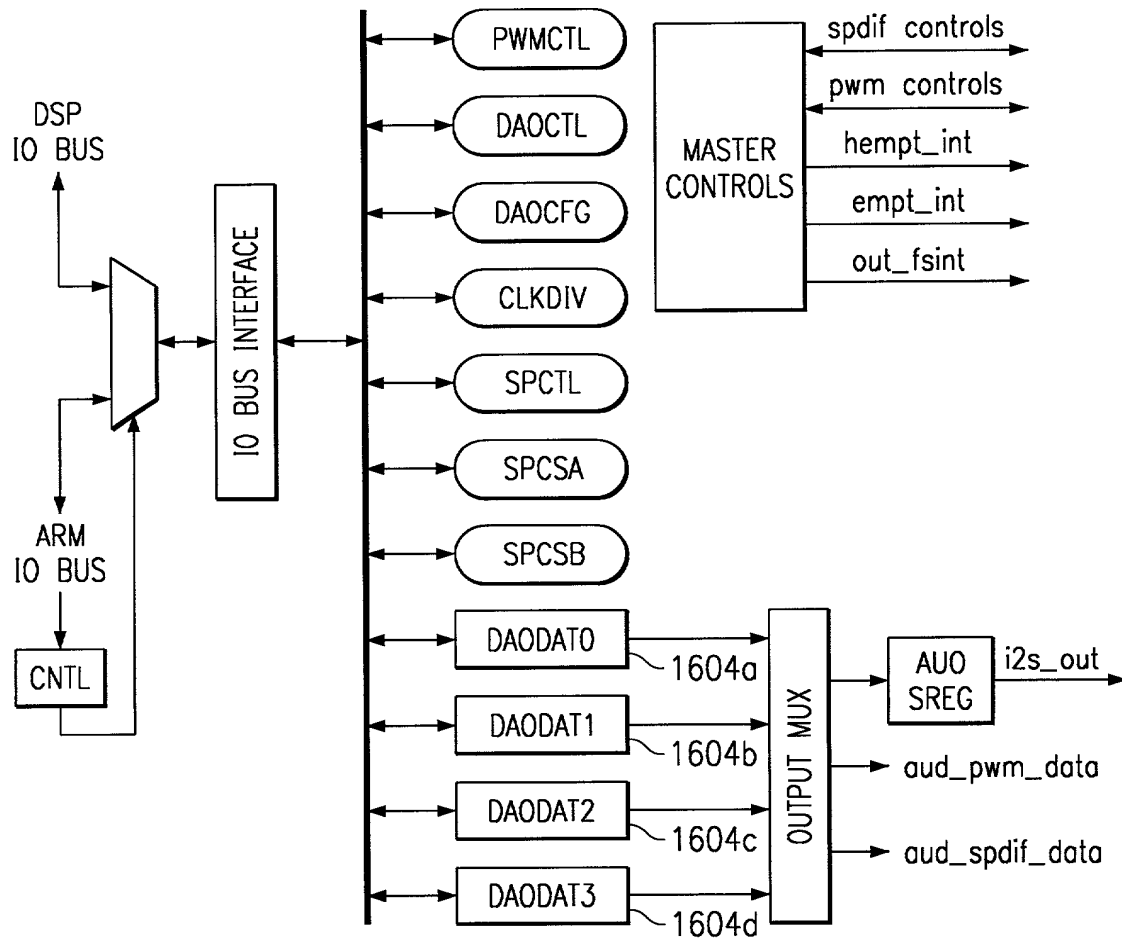 DSP
IO BUS
ARM
IO BUS
CNTL
IO BUS INTERFACE
PWMCTL
DAOCTL
DAOCFG
CLKDIV
SPCTL
SPCSA
SPCSB
DAODAT0
1604a
DAODAT1
1604b
DAODAT2
1604c
DAODAT3
1604d
MASTER
CONTROLS
spdif controls
pwm controls
hempt_int
empt_int
out_fsint
OUTPUT MUX
AUO
SREG
i2s_out
aud_pwm_data
aud_spdif_data